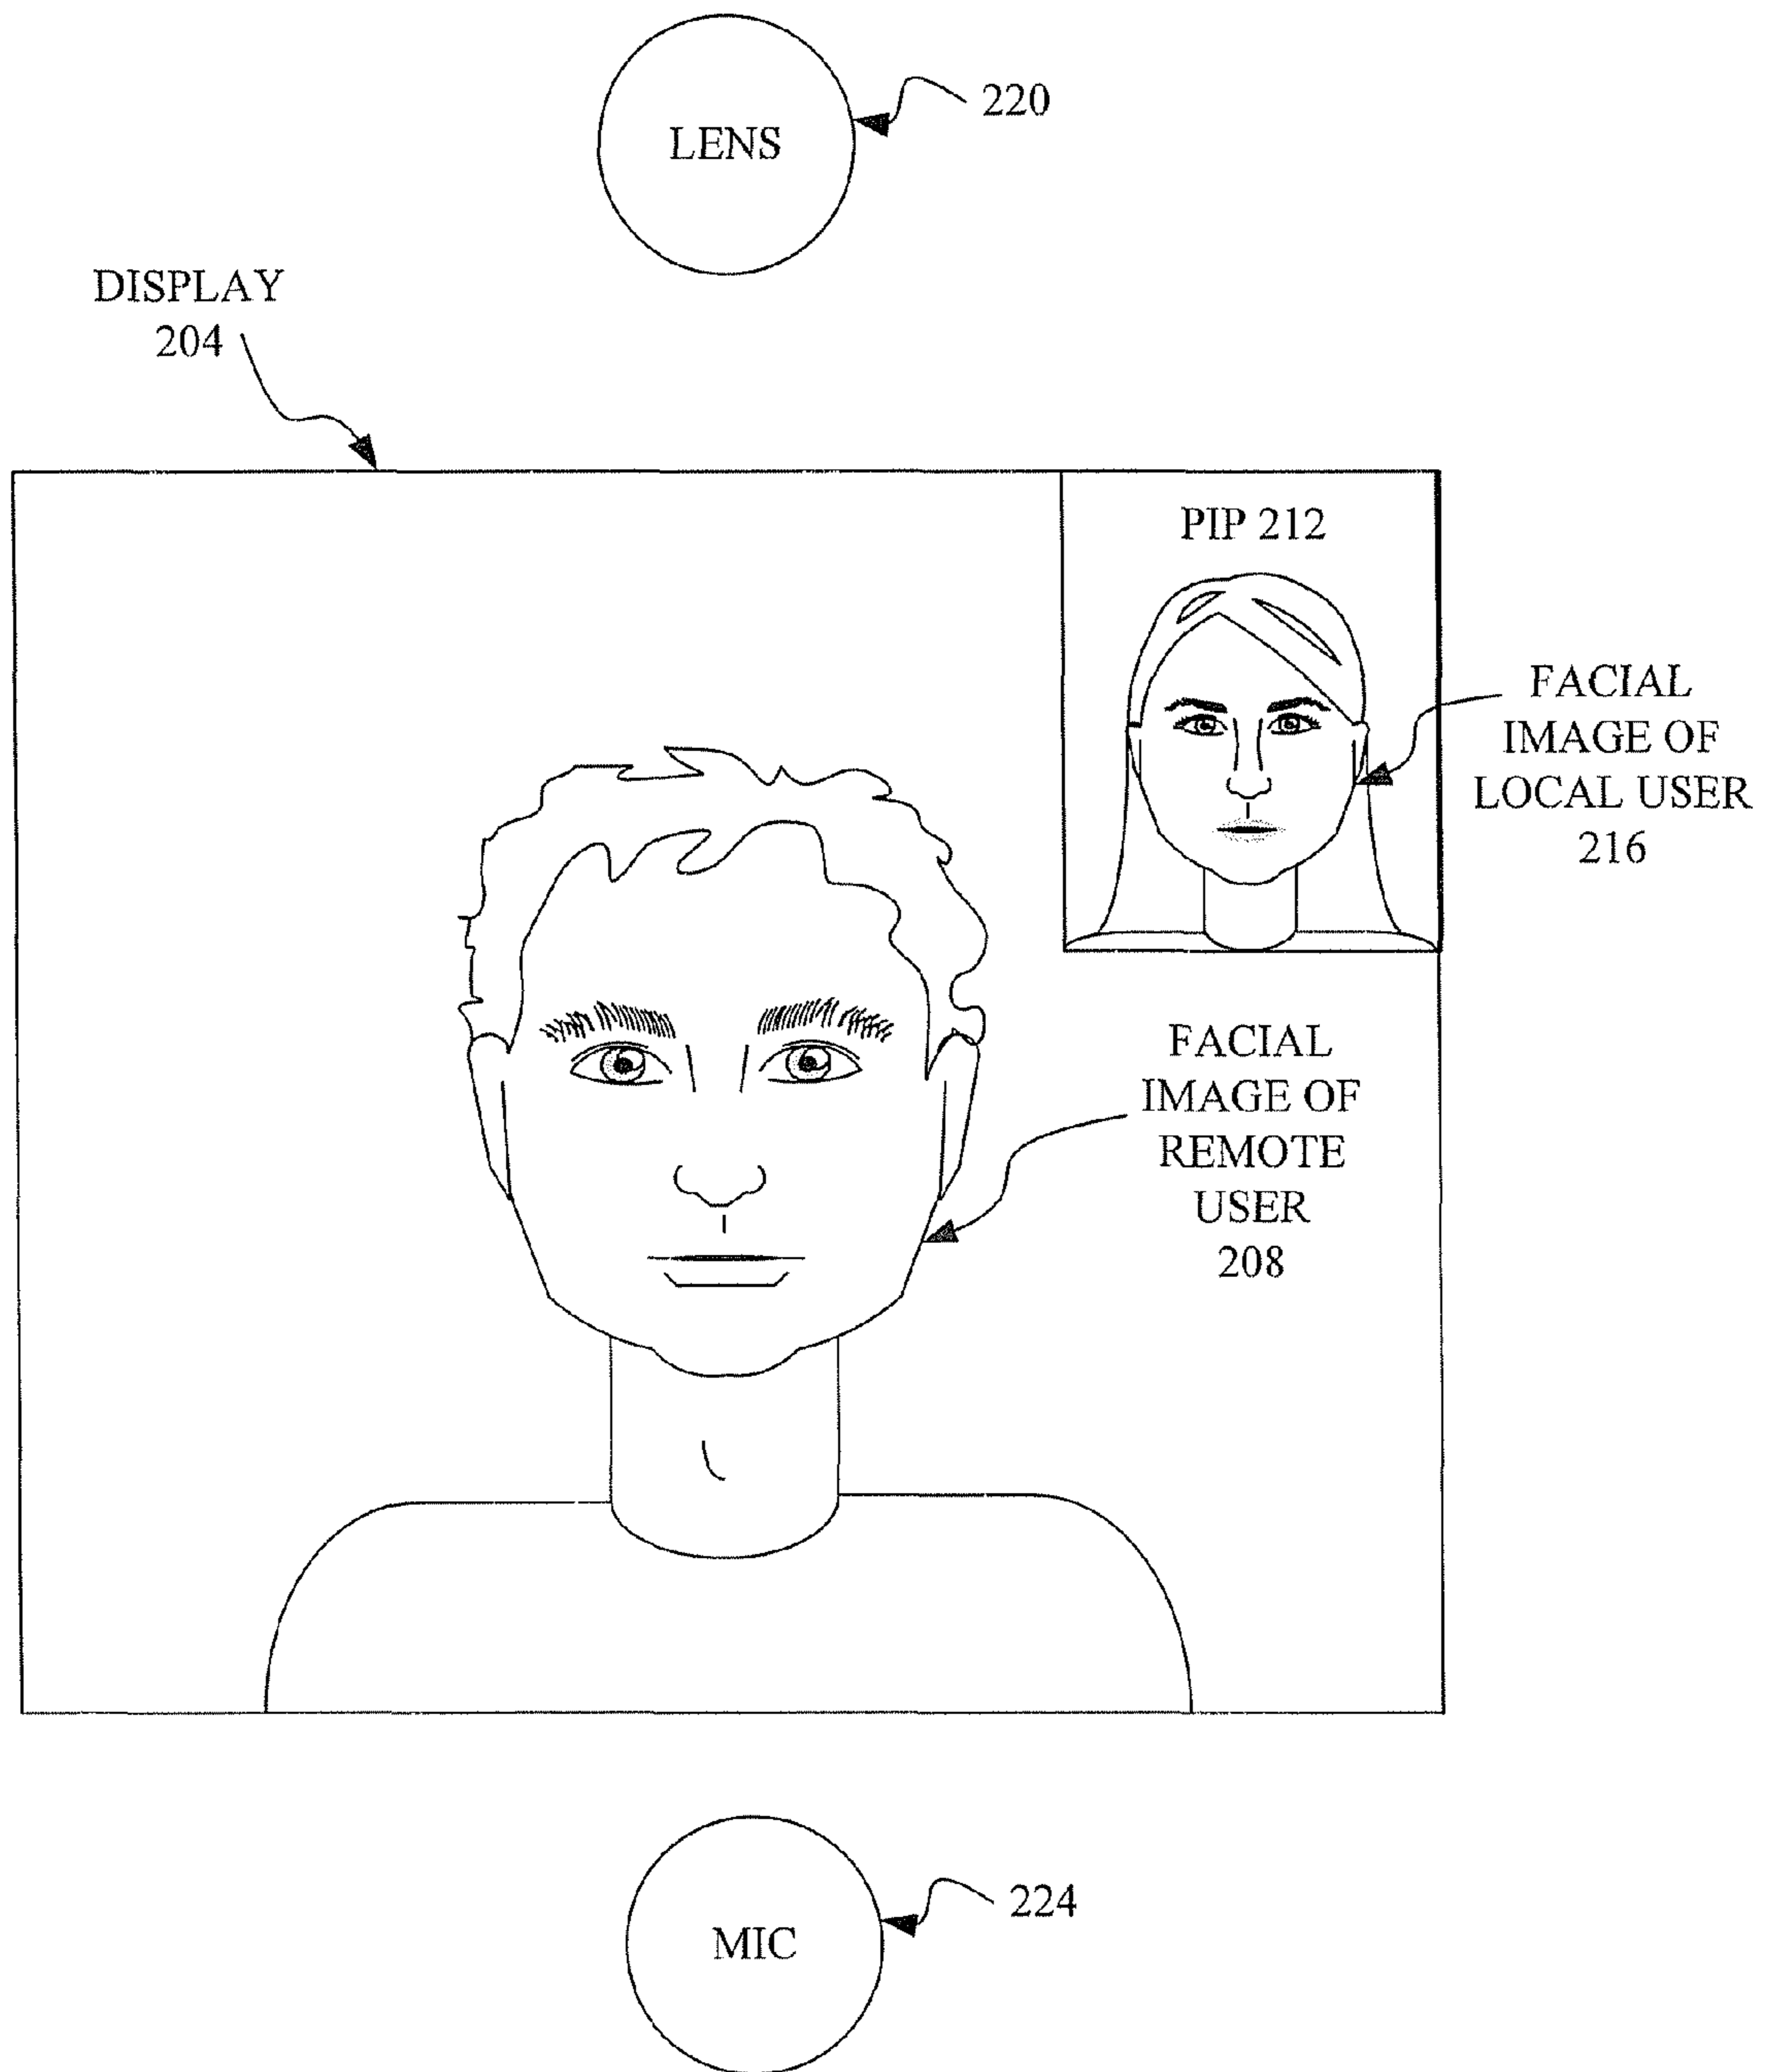 LENS
220
DISPLAY
204
PIP 212
FACIAL
IMAGE OF
LOCAL USER
216
FACIAL
IMAGE OF
REMOTE
USER
208
MIC
224